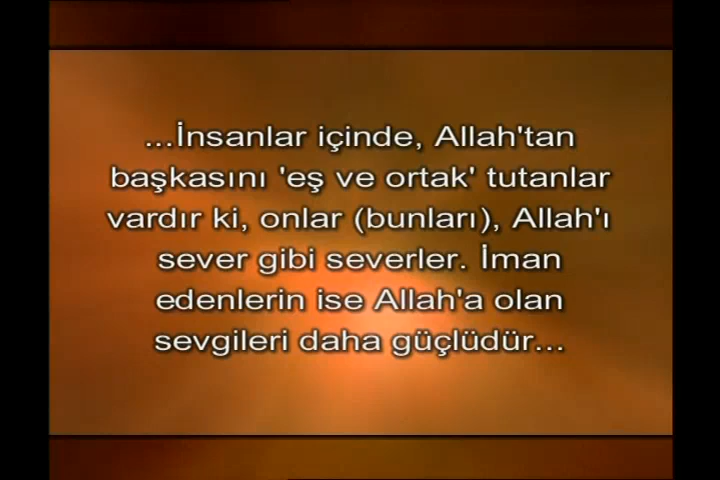 ...İnsanlar içinde, Allah'tan
başkasını 'eş ve ortak' tutanlar
vardır ki, onlar (bunları), Allah'ı
sever gibi severler. İman
edenlerin ise Allah'a olan
sevgileri daha güçlüdür...